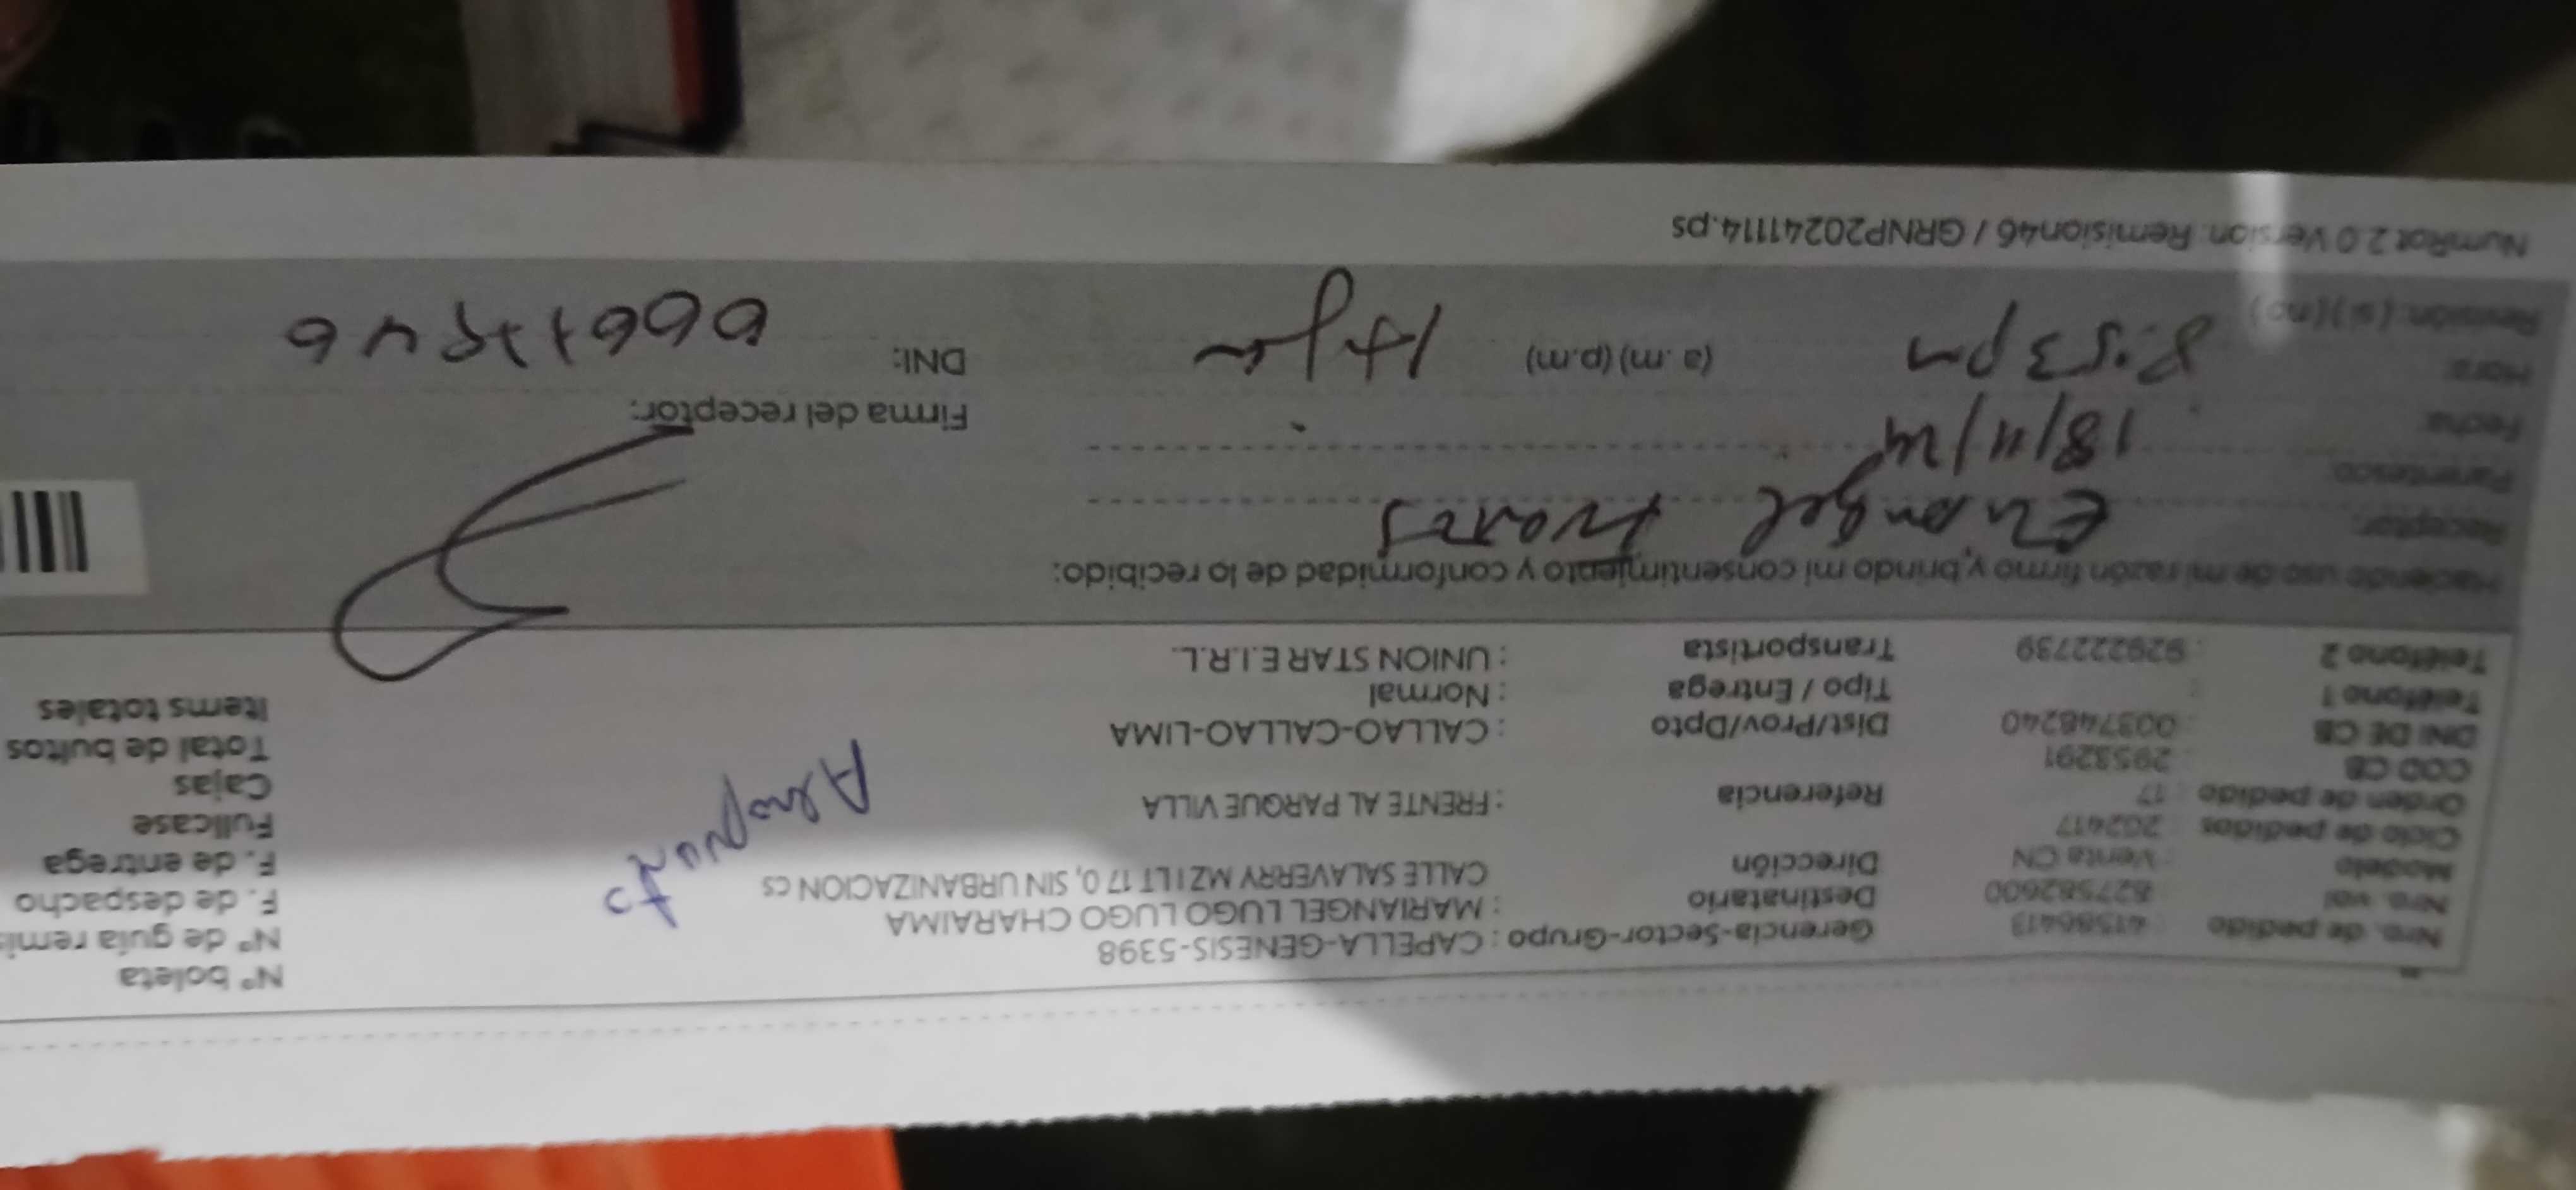 Nro. de pedido : 41586413 Gerencia-Sector-Grupo : CAPELLA-GENESIS-5398 N° boleta
Nro. val : 627582600 Destinatario : MARIANGEL LUGO LUGO CHARAIMA N° de guía remis
Modelo : Venta CN Dirección CALLE SALAVERRY MZ I LT 17 0, SIN URBANIZACION cs F. de despacho
Ciclo de pedidos : 202417 F. de entrega
Orden de pedido : 17 Referencia : FRENTE AL PARQUE VILLA Fullcase
COD CB : 2953291 Cajas
DNI DE CB : 003748240 Dist/Prov/Dpto : CALLAO-CALLAO-LIMA Total de bultos
Teléfono 1 : Tipo / Entrega : Normal Items totales
Teléfono 2 : 929222739 Transportista : UNION STAR E.I.R.L.
Haciendo uso de mi razón firmo y brindo mi consentimiento y conformidad de lo recibido:
Receptor:
Parentesco:
Fecha: 18/11/24 Firma del receptor:
Hora: 8:53 pm (a.m) (p.m) DNI:
Revisión: (si) (no)
NumRot 2.0 Version: Remision46 / GRNP20241114.ps